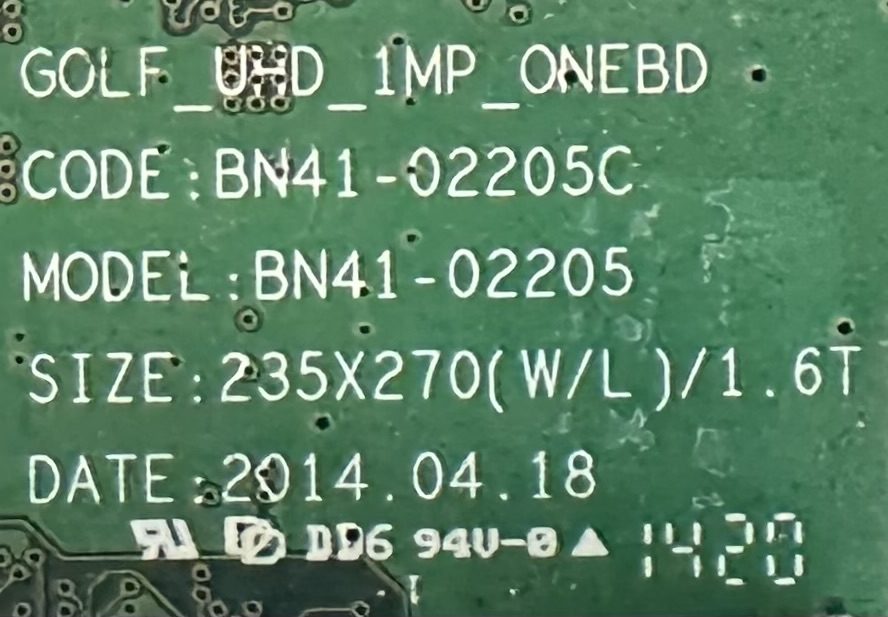 GOLF_UHD_1MP_ONEBD
CODE:BN41-02205C
MODEL:BN41-02205
SIZE:235X270(W/L)/1.6T
DATE:2014.04.18
DD6 94V-0 1420